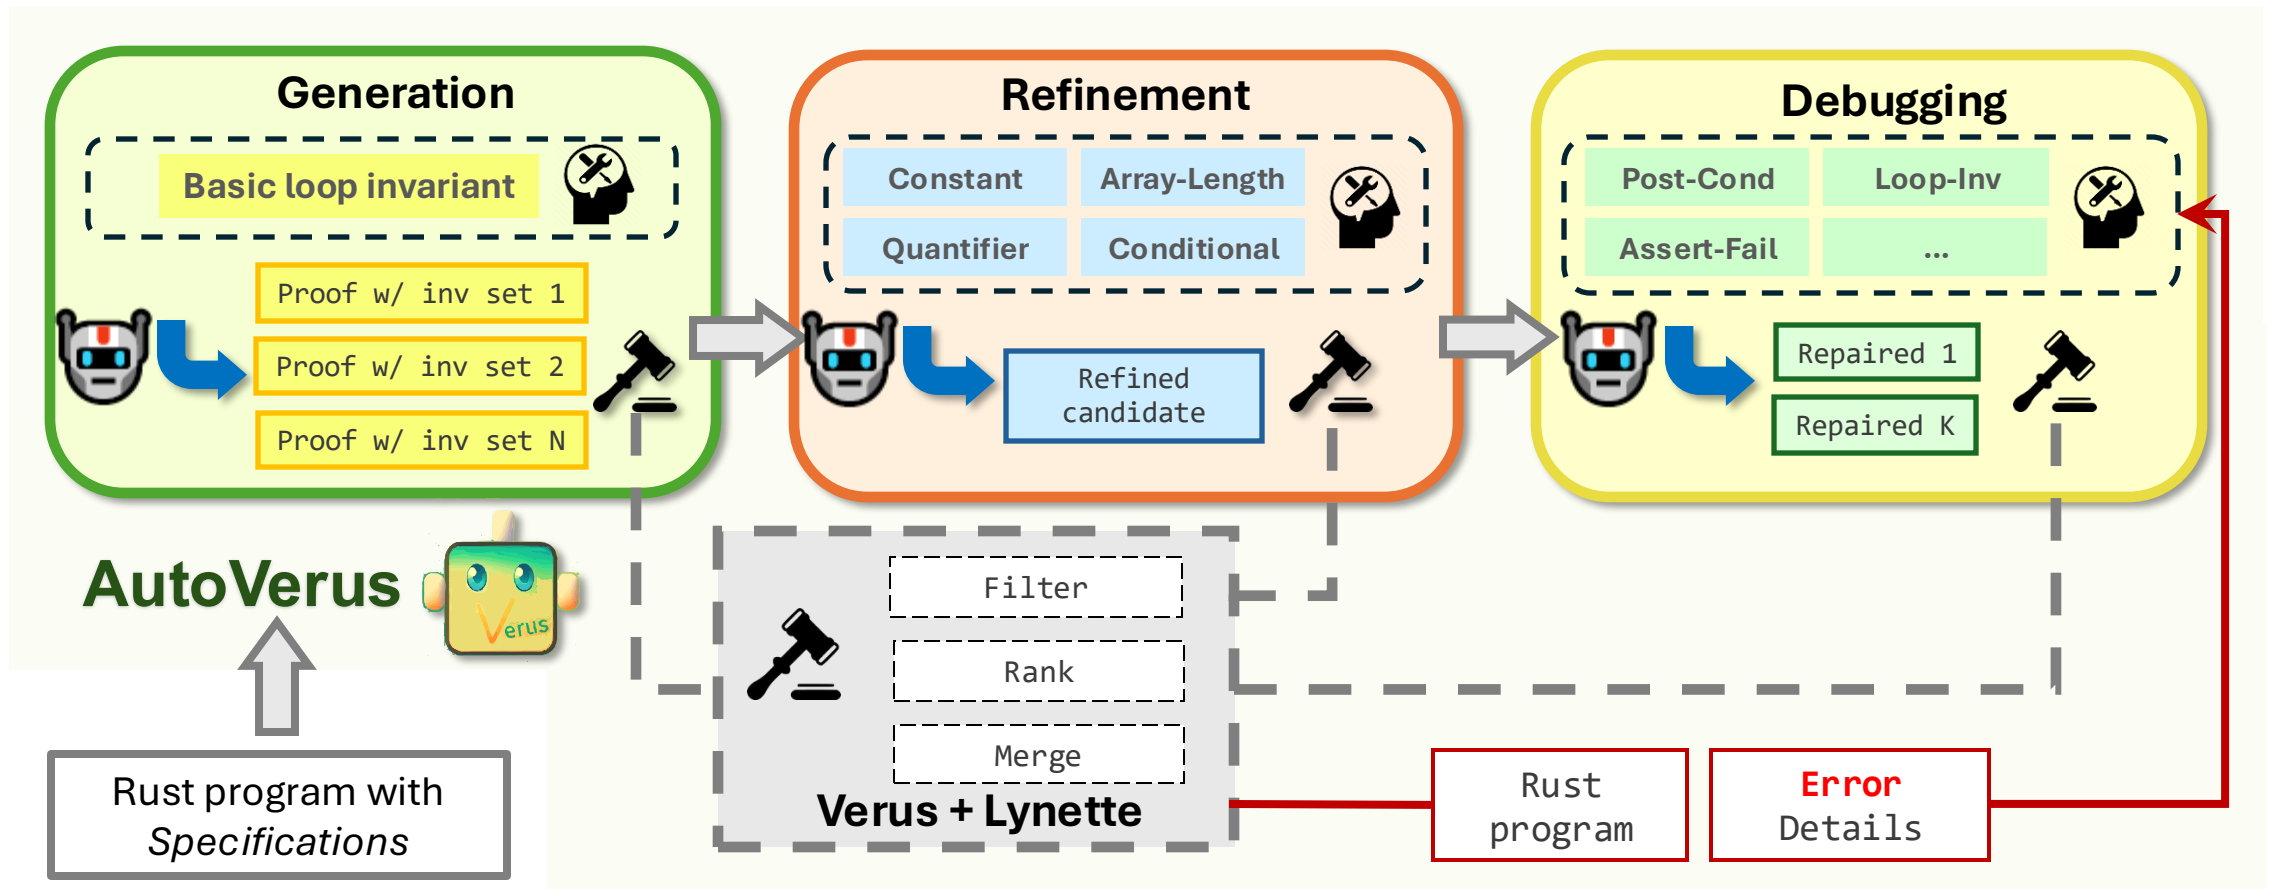 Generation
Basic loop invariant
Proof w/ inv set 1
Proof w/ inv set 2
Proof w/ inv set N
Refinement
Constant
Array-Length
Quantifier
Conditional
Refined
candidate
Debugging
Post-Cond
Loop-Inv
Assert-Fail
...
Repaired 1
Repaired K
AutoVerus
Verus
Rust program with
Specifications
Filter
Rank
Merge
Verus + Lynette
Rust
program
Error
Details